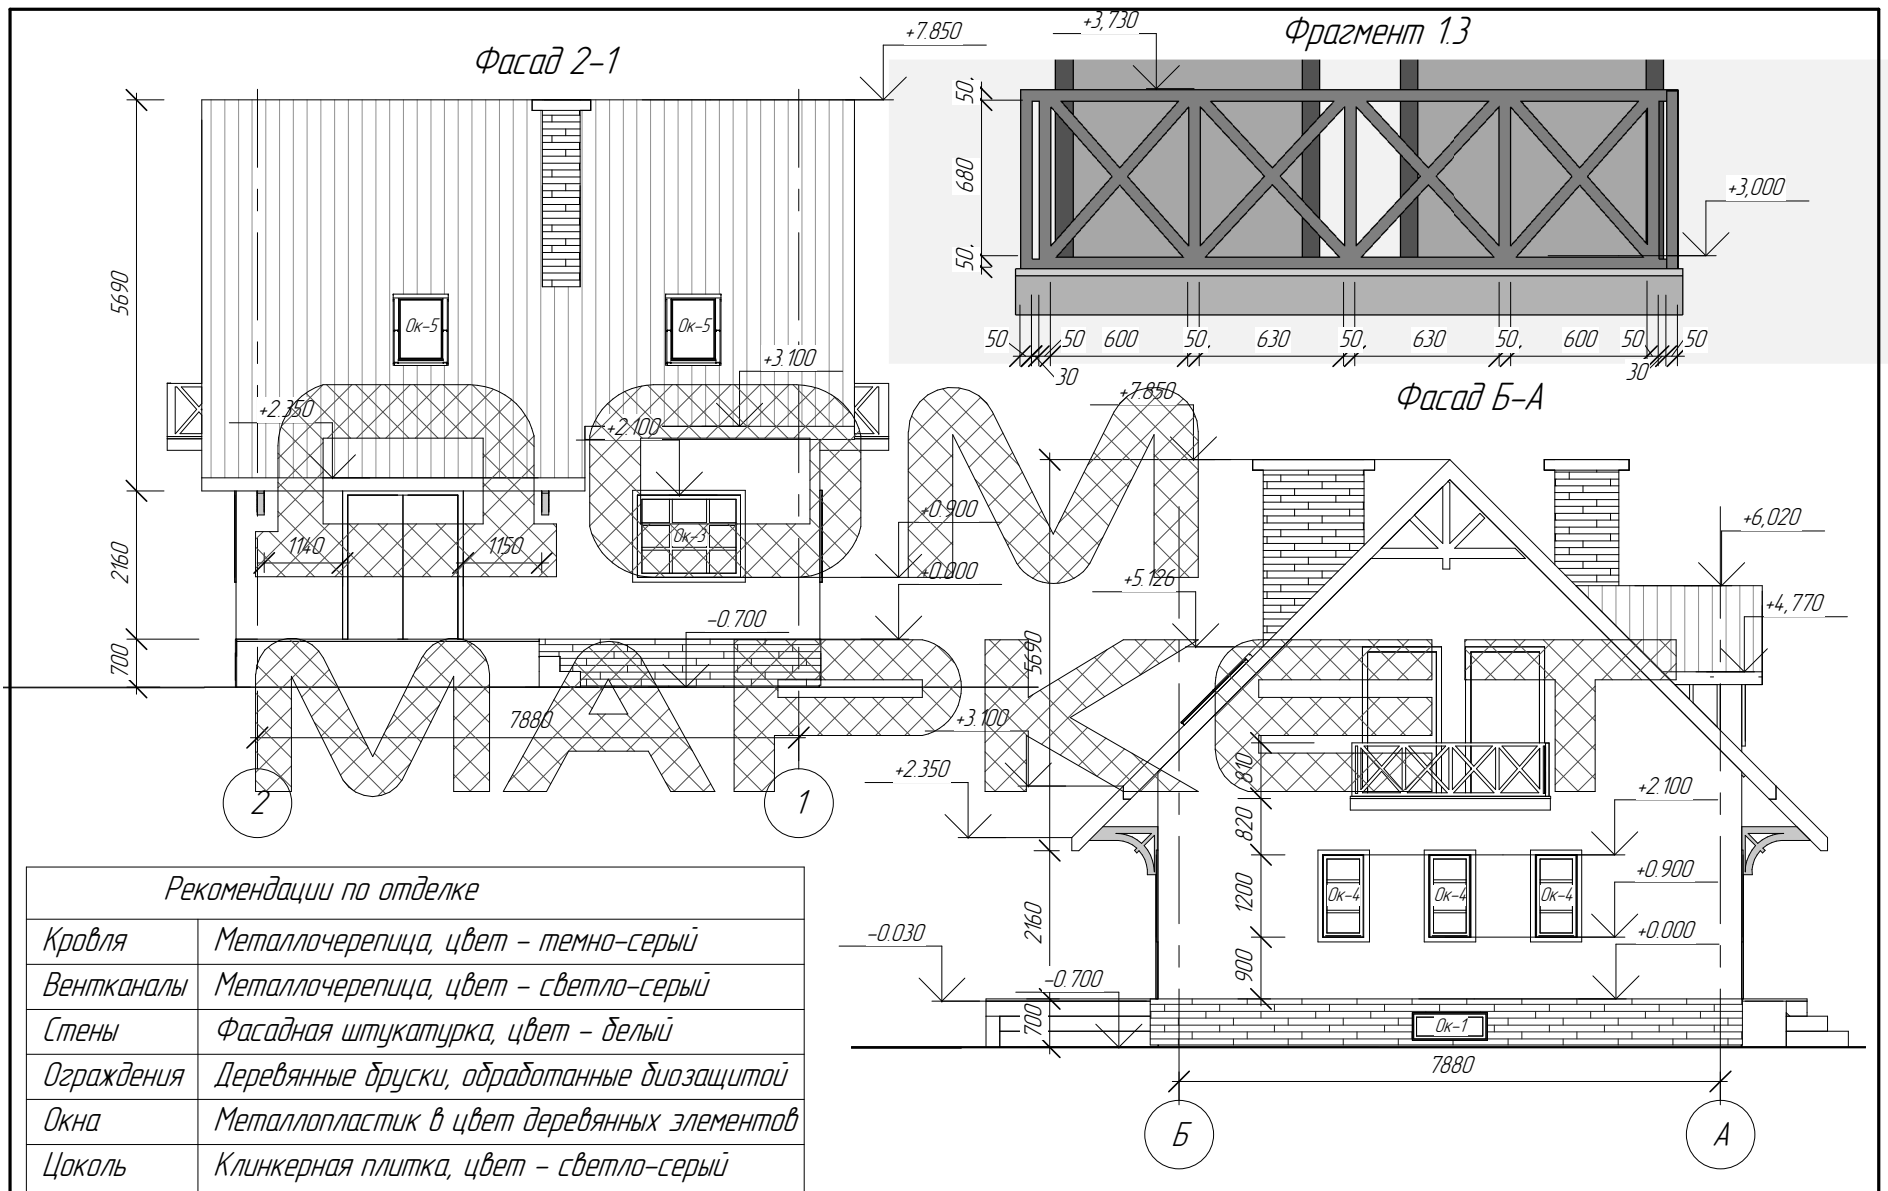 Фасад 2-1
+7.850
5690
2160
700
Ок-5
Ок-5
+3.100
+2.350
+2.100
+0.900
Ок-3
1140
1150
+0.000
-0.700
7880
2
1
ДОМ
МАРКЕТ
Фрагмент 1.3
+3,730
50,
680
50,
+3,000
50
50
600
50,
630
50,
630
50,
600
50,
50
30
30
Фасад Б-А
+7.850
+6,020
+5.126
+4,770
5690
+3.100
+2.350
810
820
+2.100
1200
Ок-4
Ок-4
Ок-4
+0.900
2160
900
+0.000
-0.030
-0.700
700
Ок-1
7880
Б
А
Рекомендации по отделке
Кровля Металлочерепица, цвет - темно-серый
Вентканалы Металлочерепица, цвет - светло-серый
Стены Фасадная штукатурка, цвет - белый
Ограждения Деревянные бруски, обработанные биозащитой
Окна Металлопластик в цвет деревянных элементов
Цоколь Клинкерная плитка, цвет - светло-серый